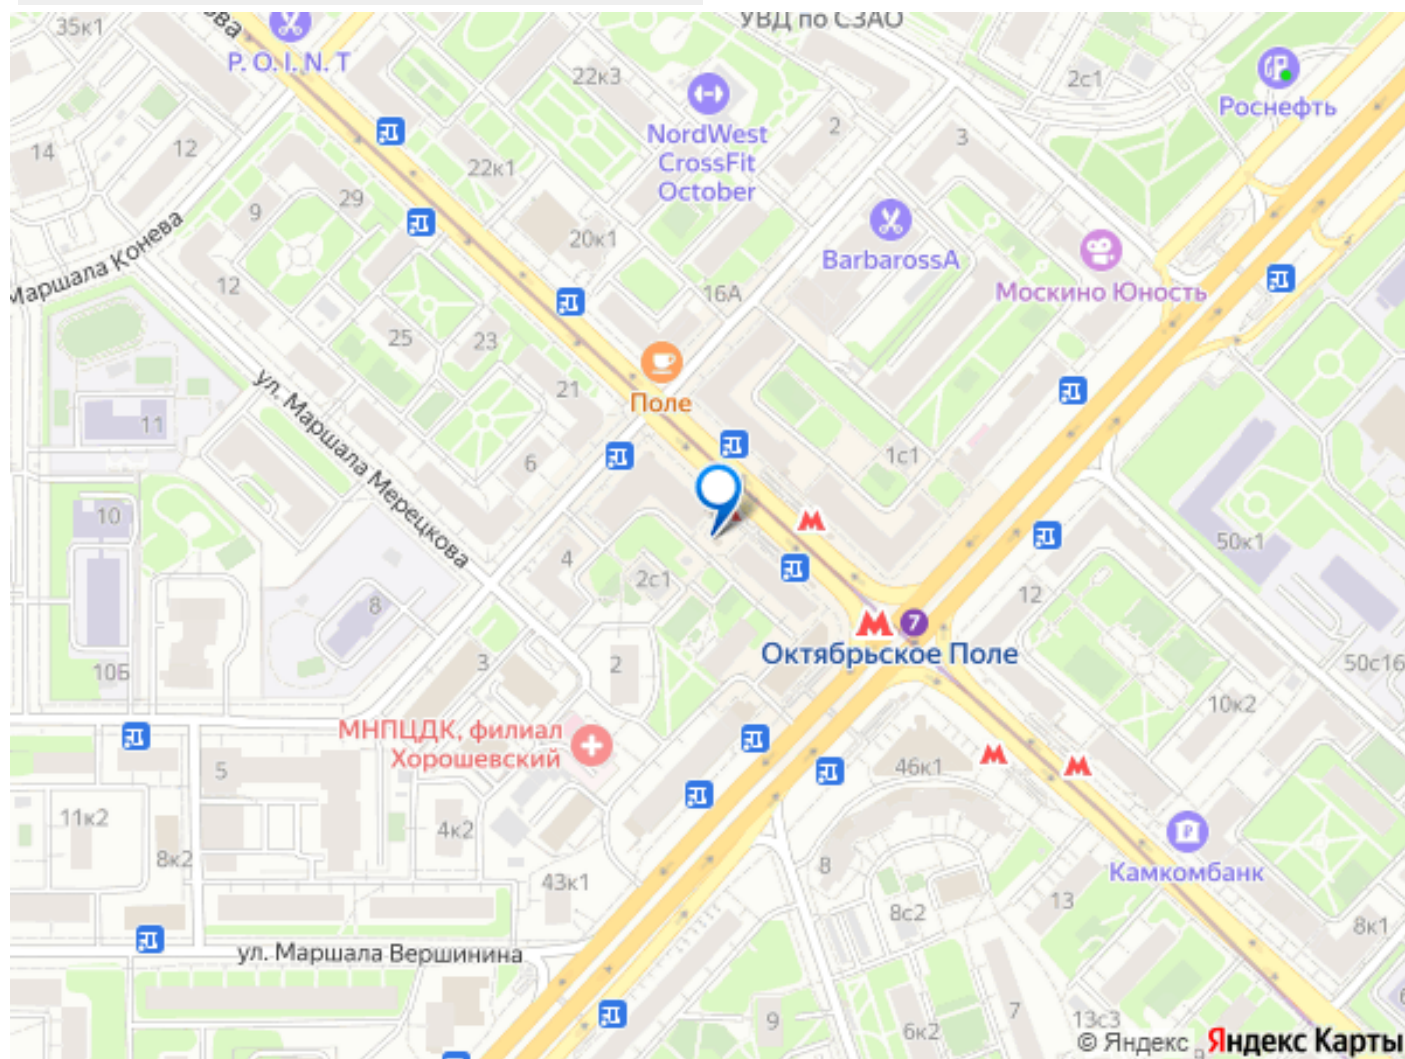 35к1
УВД по СЗАО
P. O. I. N. T
22к3
2с1
Роснефть
NordWest
CrossFit
October
2
3
14
12
22к1
29
9
20к1
BarbarossA
Маршала Конева
12
16А
Москино Юность
25
23
21
Поле
ул. Маршала Мерецкова
11
6
1с1
10
4
2с1
50к1
8
12
7
Октябрьское Поле
10Б
3
2
50с16
10к2
МНПЦДК, филиал
Хорошевский
5
46к1
11к2
4к2
8к2
8
Камкомбанк
43к1
13
8с2
8к1
ул. Маршала Вершинина
9
6к2
7
13с3
© Яндекс Яндекс Карты